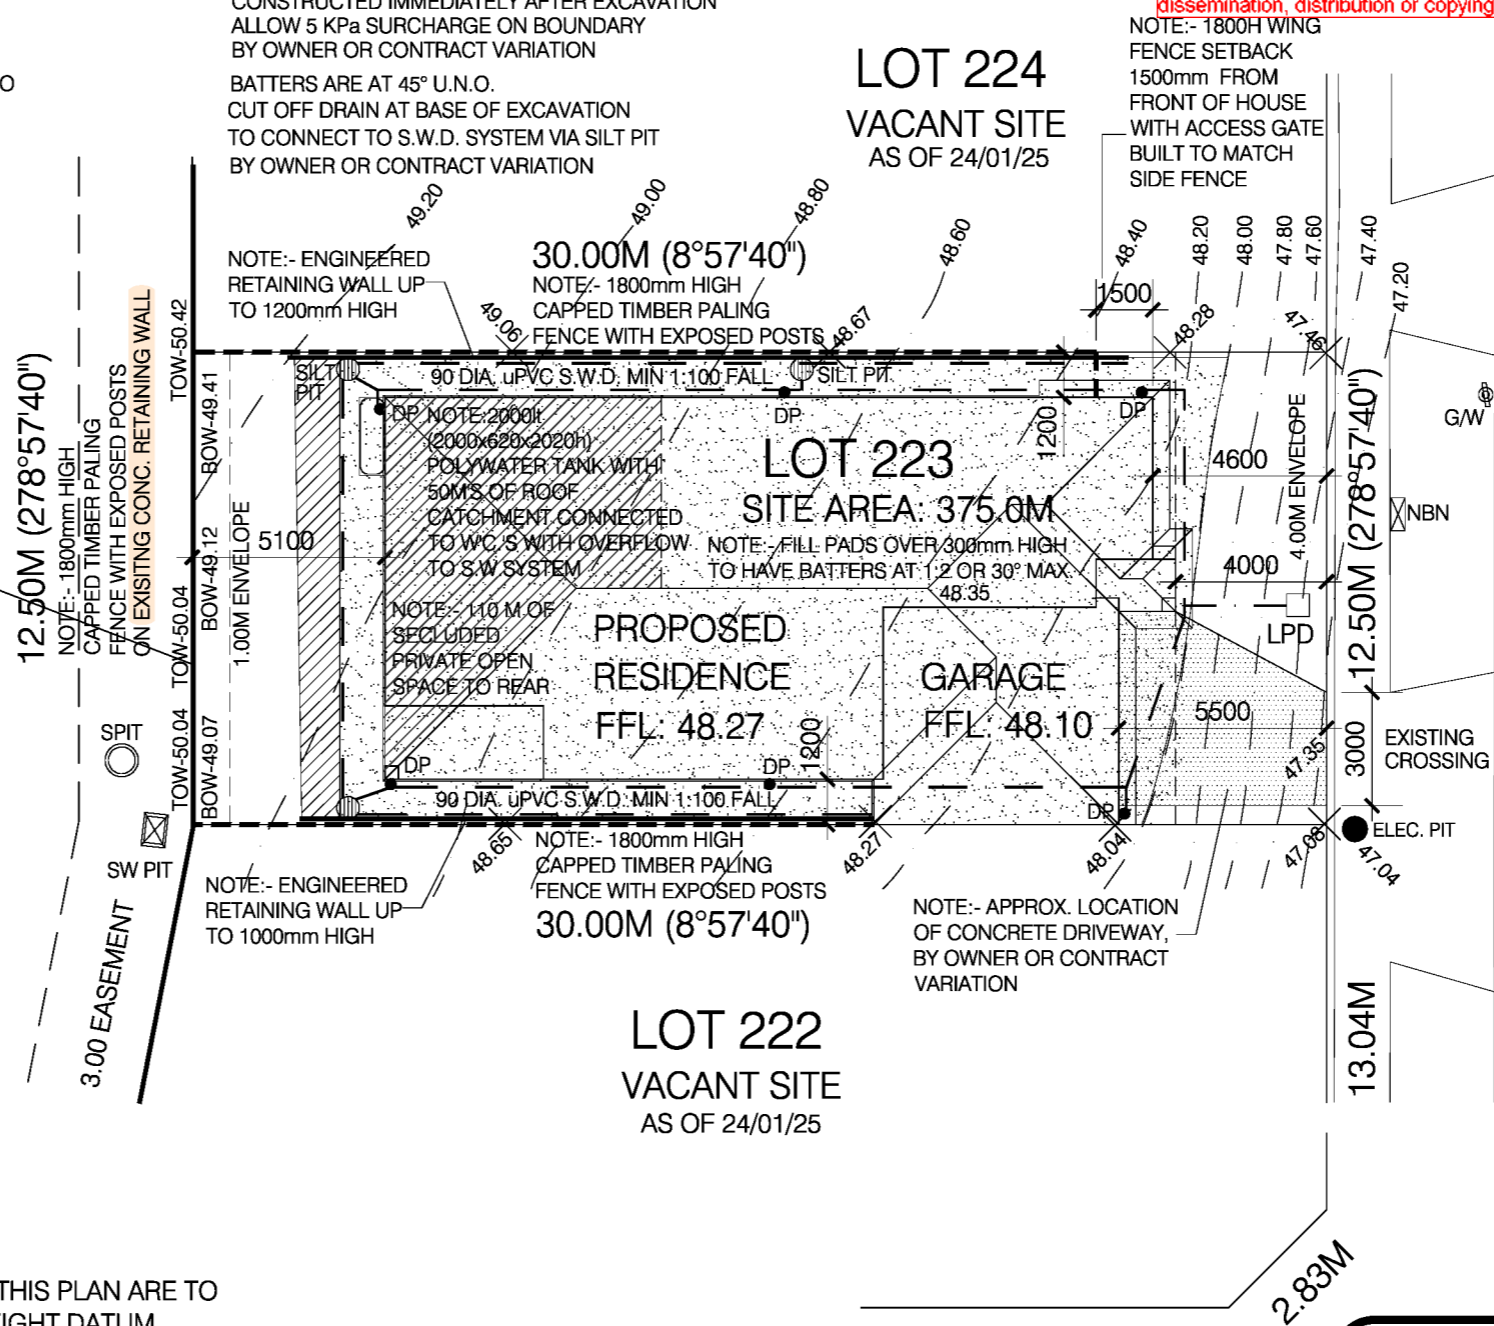 CONSTRUCTED IMMEDIATELY AFTER EXCAVATION
ALLOW 5 KPa SURCHARGE ON BOUNDARY
BY OWNER OR CONTRACT VARIATION
BATTERS ARE AT 45° U.N.O.
CUT OFF DRAIN AT BASE OF EXCAVATION
TO CONNECT TO S.W.D. SYSTEM VIA SILT PIT
BY OWNER OR CONTRACT VARIATION
dissemination, distribution or copying
NOTE:- 1800H WING
FENCE SETBACK
1500mm FROM
FRONT OF HOUSE
WITH ACCESS GATE
BUILT TO MATCH
SIDE FENCE
LOT 224
VACANT SITE
AS OF 24/01/25
O
49.20
49.00
48.80
48.60
48.40
48.20
48.00
47.80
47.60
47.40
47.20
NOTE:- ENGINEERED
RETAINING WALL UP
TO 1200mm HIGH
30.00M (8°57'40")
NOTE:- 1800mm HIGH
CAPPED TIMBER PALING
FENCE WITH EXPOSED POSTS
1500
49.06
48.67
48.28
47.46
12.50M (278°57'40")
NOTE:- 1800mm HIGH
CAPPED TIMBER PALING
FENCE WITH EXPOSED POSTS
ON EXISITNG CONC. RETAINING WALL
TOW-50.42
BOW-49.41
TOW-50.04
BOW-49.12
TOW-50.04
BOW-49.07
1.00M ENVELOPE
SILT
PIT
90 DIA. uPVC S.W.D. MIN 1:100 FALL
SILT PIT
DP
DP
DP
NOTE:2000lt
(2000x620x2020h)
POLYWATER TANK WITH
50M'S OF ROOF
CATCHMENT CONNECTED
TO WC'S WITH OVERFLOW
TO S.W SYSTEM
1200
LOT 223
SITE AREA: 375.0M
NOTE:- FILL PADS OVER 300mm HIGH
TO HAVE BATTERS AT 1:2 OR 30° MAX.
48.35
5100
4600
4000
4.00M ENVELOPE
12.50M (278°57'40")
G/W
NBN
LPD
NOTE:- 110 M OF
SECLUDED
PRIVATE OPEN
SPACE TO REAR
PROPOSED
RESIDENCE
FFL: 48.27
GARAGE
FFL: 48.10
1200
5500
47.35
3000
EXISTING
CROSSING
SPIT
SW PIT
DP
DP
DP
90 DIA. uPVC S.W.D. MIN 1:100 FALL
ELEC. PIT
48.65
48.27
48.04
47.08
47.04
NOTE:- ENGINEERED
RETAINING WALL UP
TO 1000mm HIGH
NOTE:- 1800mm HIGH
CAPPED TIMBER PALING
FENCE WITH EXPOSED POSTS
30.00M (8°57'40")
NOTE:- APPROX. LOCATION
OF CONCRETE DRIVEWAY,
BY OWNER OR CONTRACT
VARIATION
3.00 EASEMENT
LOT 222
VACANT SITE
AS OF 24/01/25
13.04M
2.83M
THIS PLAN ARE TO
IGHT DATUM